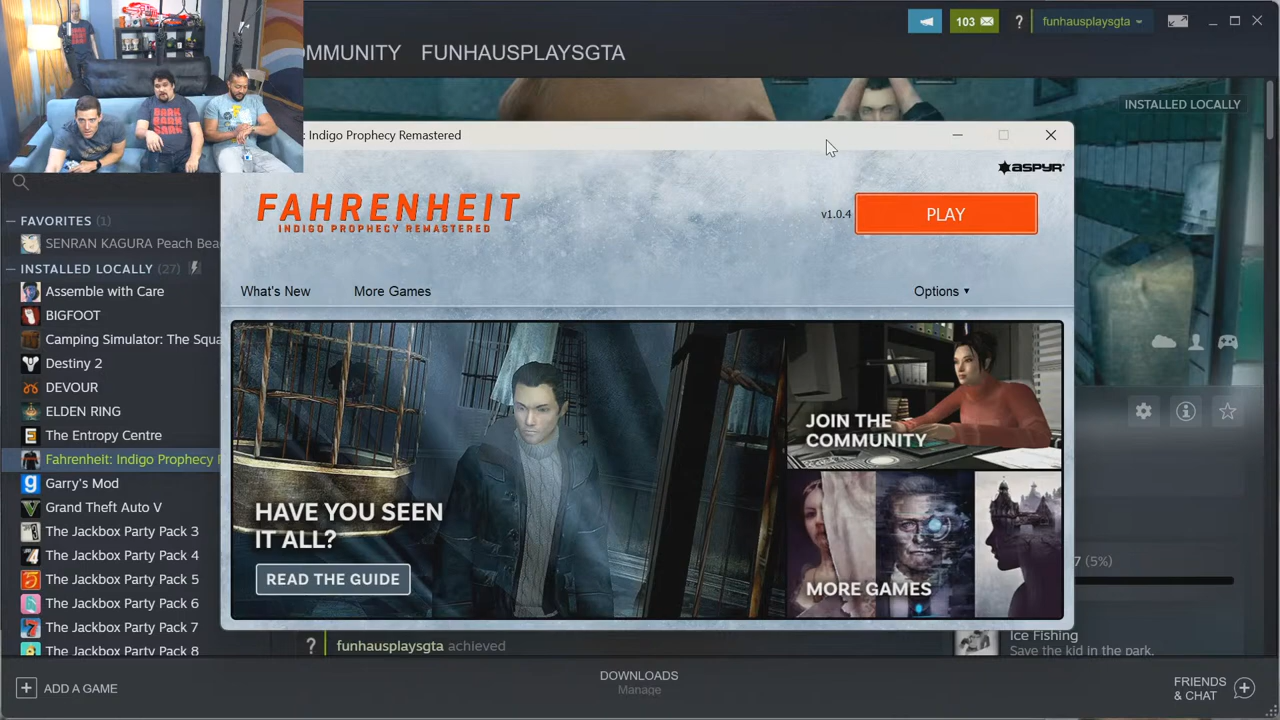 103
?
funhausplaysgta
OMMUNITY
FUNHAUSPLAYSGTA
INSTALLED LOCALLY
: Indigo Prophecy Remastered
ASPYR
FAHRENHEIT
INDIGO PROPHECY REMASTERED
v1.0.4
PLAY
What's New
More Games
Options
HAVE YOU SEEN
IT ALL?
READ THE GUIDE
JOIN THE
COMMUNITY
MORE GAMES
FAVORITES (1)
SENRAN KAGURA Peach Bea
INSTALLED LOCALLY (27)
Assemble with Care
BIGFOOT
Camping Simulator: The Squa
Destiny 2
DEVOUR
ELDEN RING
The Entropy Centre
Fahrenheit: Indigo Prophecy
Garry's Mod
Grand Theft Auto V
The Jackbox Party Pack 3
The Jackbox Party Pack 4
The Jackbox Party Pack 5
The Jackbox Party Pack 6
The Jackbox Party Pack 7
The Jackbox Party Pack 8
7 (5%)
? funhausplaysgta achieved
Ice Fishing
Save the kid in the park.
ADD A GAME
DOWNLOADS
Manage
FRIENDS
& CHAT
BARK
BARK